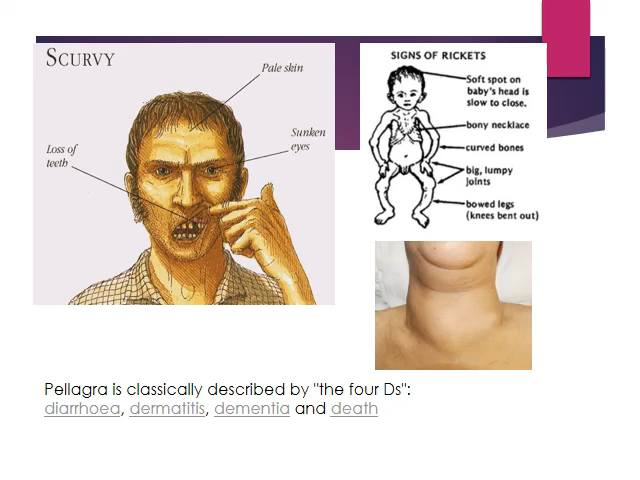 SCURVY
Pale skin
Sunken
eyes
Loss of
teeth
SIGNS OF RICKETS
Soft spot on
baby's head is
slow to close.
bony necklace
curved bones
big, lumpy
joints
bowed legs
(knees bent out)
Pellagra is classically described by "the four Ds":
diarrhoea, dermatitis, dementia and death